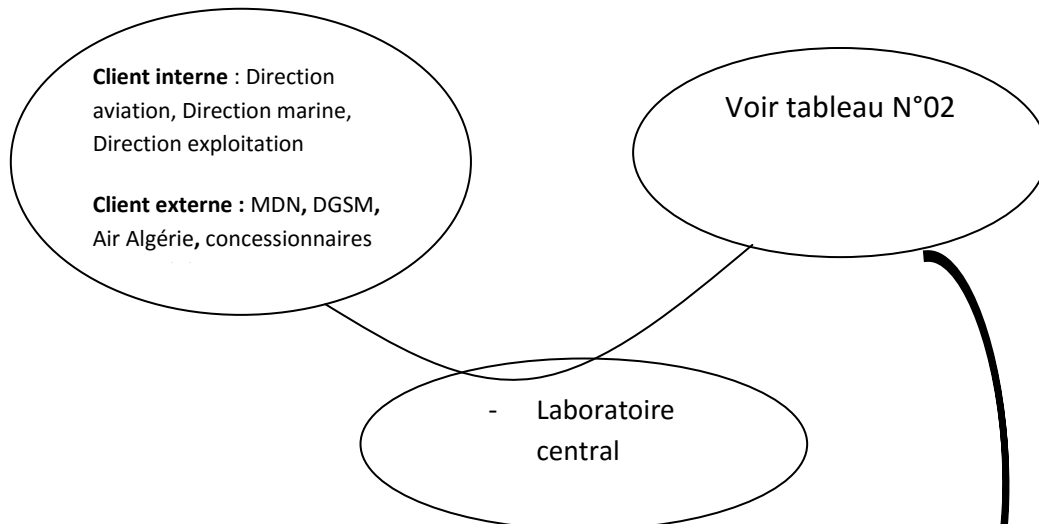 Client interne : Direction
aviation, Direction marine,
Direction exploitation
Client externe : MDN, DGSM,
Air Algérie, concessionnaires
Voir tableau N°02
- Laboratoire
central